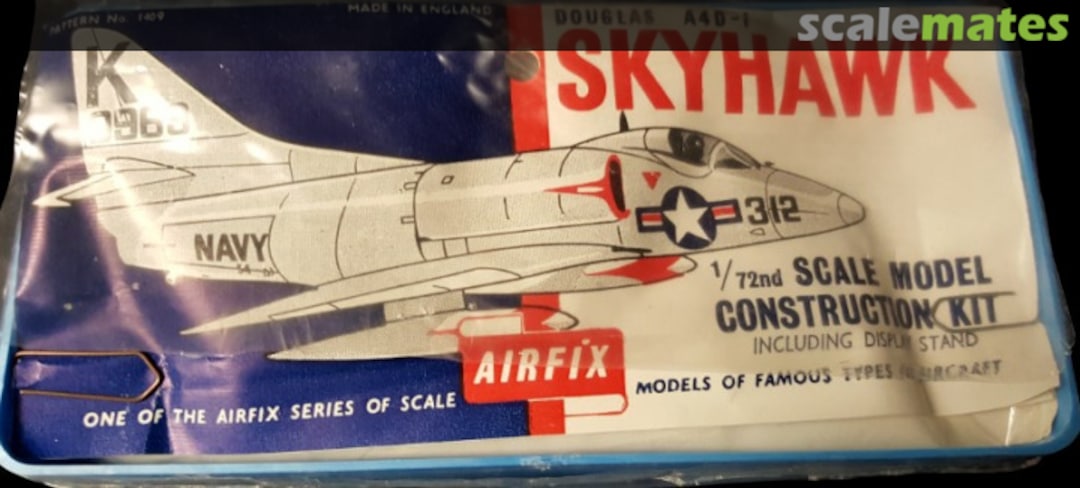 scalemates
PATTERN No. 1409
MADE IN ENGLAND
DOUGLAS A4D-1
SKYHAWK
K
NAVY
312
1/72nd SCALE MODEL
CONSTRUCTION KIT
INCLUDING DISPLAY STAND
AIRFIX
ONE OF THE AIRFIX SERIES OF SCALE
MODELS OF FAMOUS TYPES AIRCRAFT